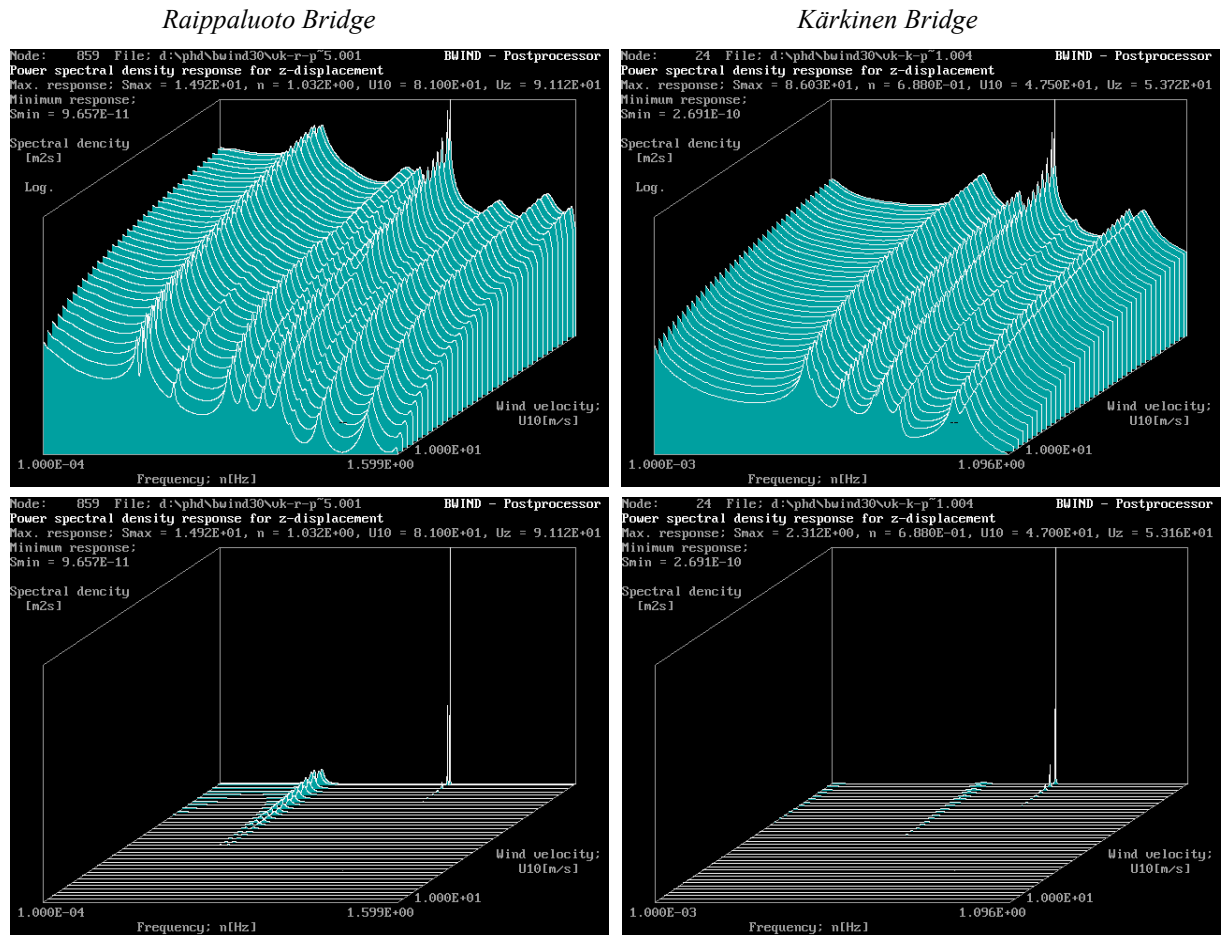 Raippaluoto Bridge
Kärkinen Bridge
Node: 859 File; d:\phd\bwind30\vk-r-p~5.001 BWIND - Postprocessor
Power spectral density response for z-displacement
Max. response; Smax = 1.492E+01, n = 1.032E+00, U10 = 8.100E+01, Uz = 9.112E+01
Minimum response;
Smin = 9.657E-11
Spectral dencity
[m2s]
Log.
Wind velocity;
U10[m/s]
1.000E+01
1.000E-04
1.599E+00
Frequency; n[Hz]
Node: 24 File; d:\phd\bwind30\vk-k-p~1.004 BWIND - Postprocessor
Power spectral density response for z-displacement
Max. response; Smax = 8.603E+01, n = 6.880E-01, U10 = 4.750E+01, Uz = 5.372E+01
Minimum response;
Smin = 2.691E-10
Spectral dencity
[m2s]
Log.
Wind velocity;
U10[m/s]
1.000E+01
1.000E-03
1.096E+00
Frequency; n[Hz]
Node: 859 File; d:\phd\bwind30\vk-r-p~5.001 BWIND - Postprocessor
Power spectral density response for z-displacement
Max. response; Smax = 1.492E+01, n = 1.032E+00, U10 = 8.100E+01, Uz = 9.112E+01
Minimum response;
Smin = 9.657E-11
Spectral dencity
[m2s]
Wind velocity;
U10[m/s]
1.000E+01
1.000E-04
1.599E+00
Frequency; n[Hz]
Node: 24 File; d:\phd\bwind30\vk-k-p~1.004 BWIND - Postprocessor
Power spectral density response for z-displacement
Max. response; Smax = 2.312E+00, n = 6.880E-01, U10 = 4.700E+01, Uz = 5.316E+01
Minimum response;
Smin = 2.691E-10
Spectral dencity
[m2s]
Wind velocity;
U10[m/s]
1.000E+01
1.000E-03
1.096E+00
Frequency; n[Hz]